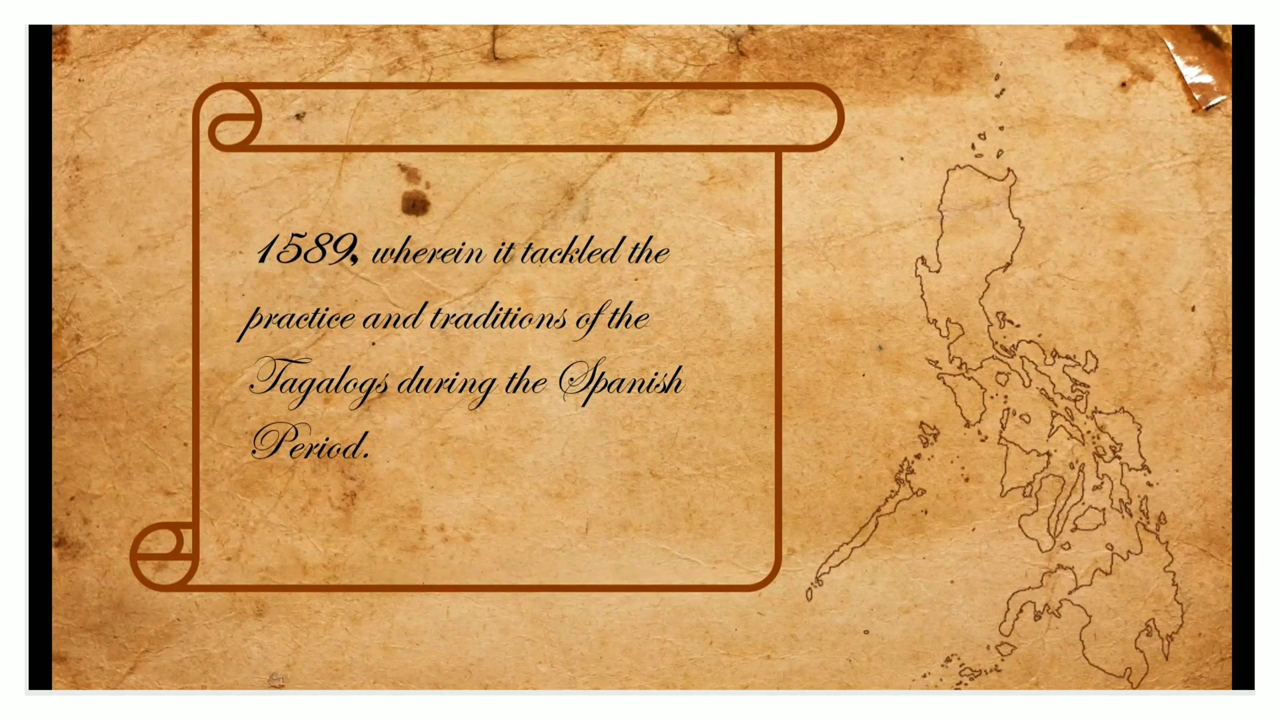 1589, wherein it tackled the
practice and traditions of the
Tagalogs during the Spanish
Period.